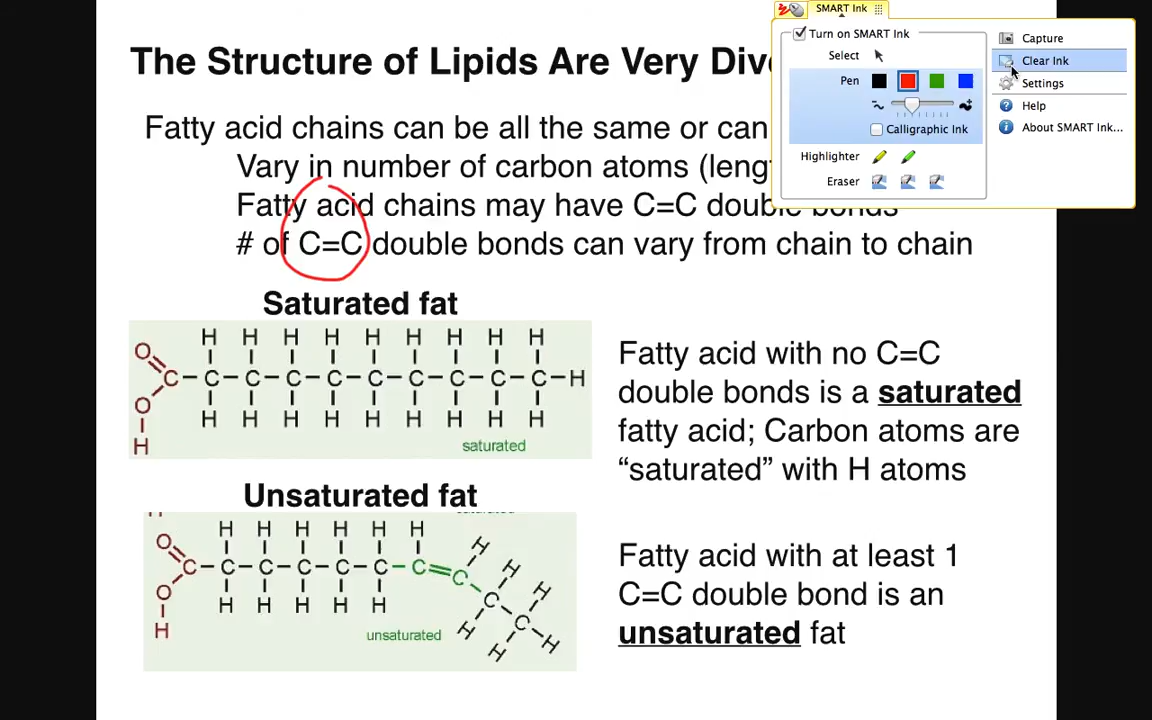 SMART Ink
Turn on SMART Ink
Select
Pen
Calligraphic Ink
Highlighter
Eraser
Capture
Clear Ink
Settings
Help
About SMART Ink...
The Structure of Lipids Are Very
Fatty acid chains can be all the same or can
Vary in number of carbon atoms
Fatty acid chains may have C=C double bonds
# of C=C double bonds can vary from chain to chain
Saturated fat
H H H H H H H H H
O
C-C-C-C-C-C-C-C-C-C-H
O
H H H H H H H H H
H
saturated
Fatty acid with no C=C
double bonds is a saturated
fatty acid; Carbon atoms are
“saturated” with H atoms
Unsaturated fat
H H H H H H
O
H
C-C-C-C-C-C-C=C
H
O
C
H
H H H H
C
H
H
H
H
unsaturated
Fatty acid with at least 1
C=C double bond is an
unsaturated fat